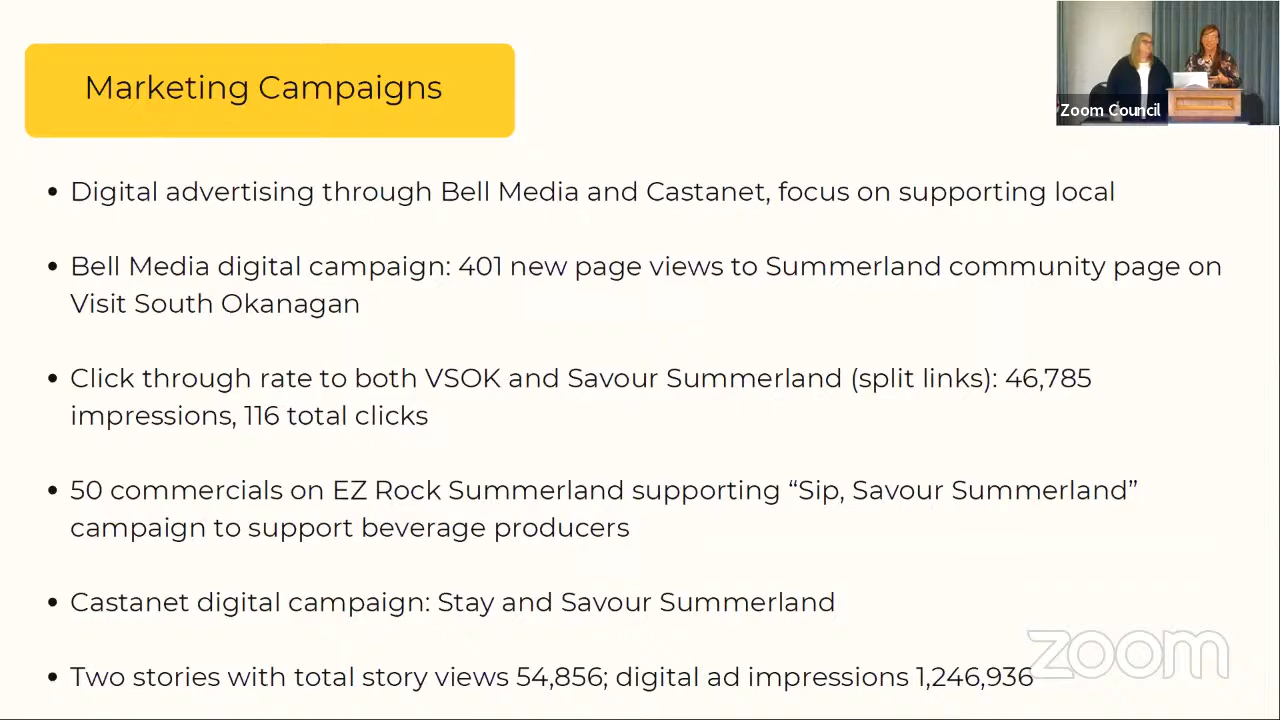 Marketing Campaigns
Zoom Council
• Digital advertising through Bell Media and Castanet, focus on supporting local
• Bell Media digital campaign: 401 new page views to Summerland community page on
Visit South Okanagan
• Click through rate to both VSOK and Savour Summerland (split links): 46,785
impressions, 116 total clicks
• 50 commercials on EZ Rock Summerland supporting “Sip, Savour Summerland”
campaign to support beverage producers
• Castanet digital campaign: Stay and Savour Summerland
• Two stories with total story views 54,856; digital ad impressions 1,246,936
zoom